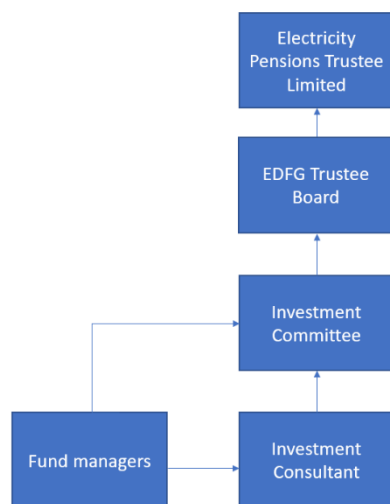 Electricity
Pensions Trustee
Limited
EDFG Trustee
Board
Investment
Committee
Fund managers
Investment
Consultant